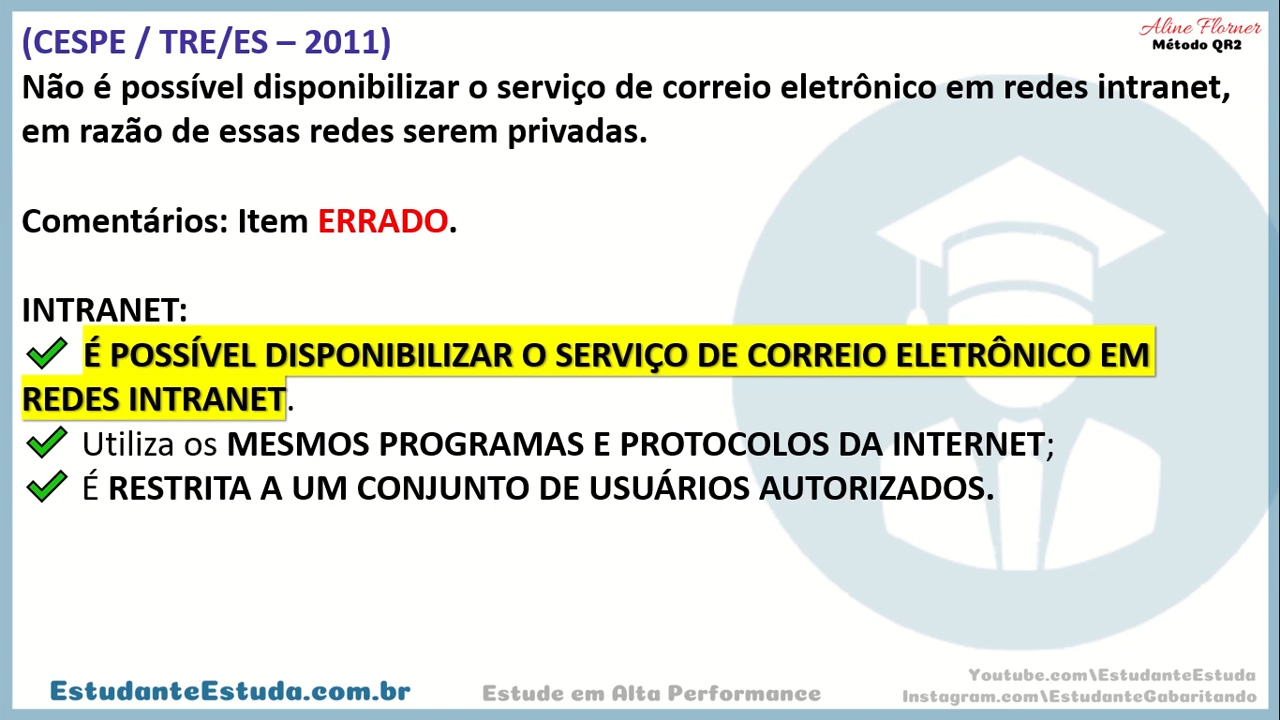 (CESPE / TRE/ES – 2011)
Aline Florner
Método QR2
Não é possível disponibilizar o serviço de correio eletrônico em redes intranet,
em razão de essas redes serem privadas.
Comentários: Item ERRADO.
INTRANET:
É POSSÍVEL DISPONIBILIZAR O SERVIÇO DE CORREIO ELETRÔNICO EM
REDES INTRANET.
Utiliza os MESMOS PROGRAMAS E PROTOCOLOS DA INTERNET;
É RESTRITA A UM CONJUNTO DE USUÁRIOS AUTORIZADOS.
EstudanteEstuda.com.br
Estude em Alta Performance
Youtube.com\EstudanteEstuda
Instagram.com\EstudanteGabaritando